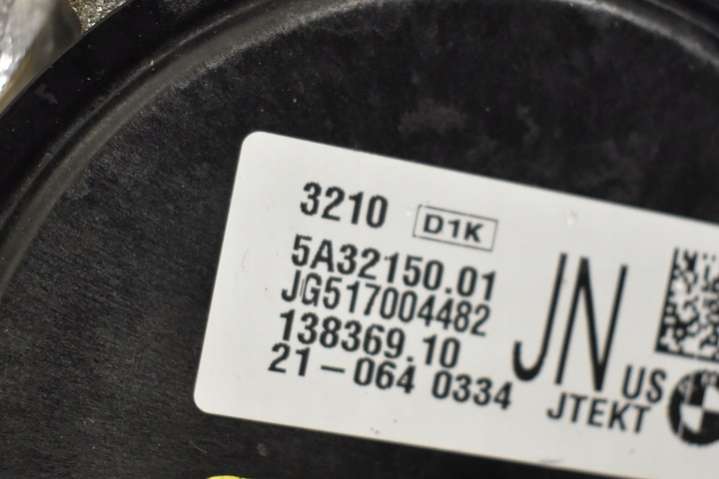 3210 D1K
5A32150.01
JG517004482
138369.10
21-064 0334
JN
US
JTEKT